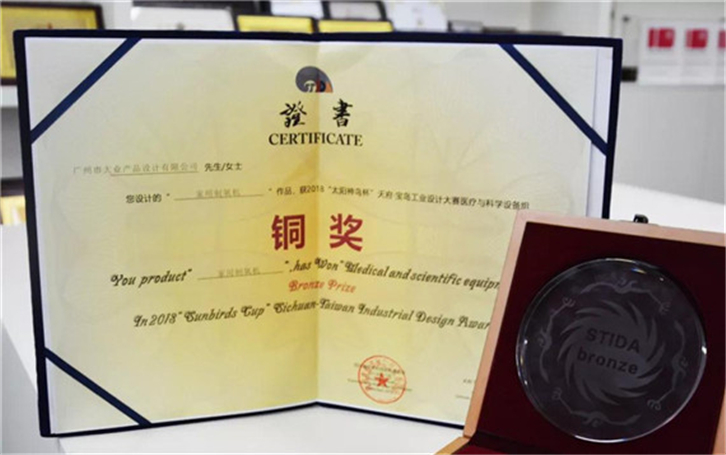 證書
CERTIFICATE
广州市大业产品设计有限公司 先生/女士
您设计的“ 家用制氧机 ”作品，获2018“太阳神鸟杯”天府·宝岛工业设计大赛医疗与科学设备组
铜奖
You product“ 家用制氧机 ”,has Won“Medical and scientific equipm
Bronze Prize
In 2018“Sunbirds Cup” Sichuan-Taiwan Industrial Design Awar
STIDA
bronze